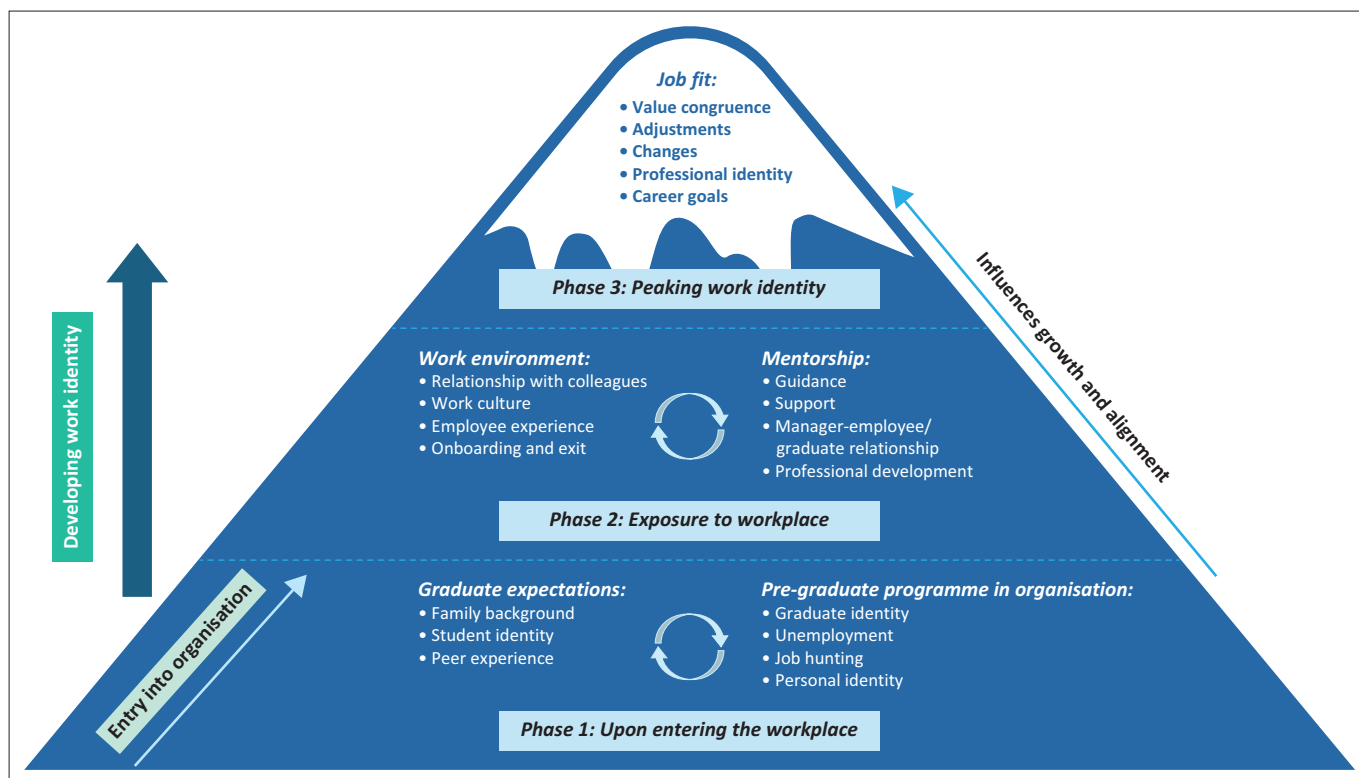 Job fit:
• Value congruence
• Adjustments
• Changes
• Professional identity
• Career goals
Phase 3: Peaking work identity
Developing work identity
Influences growth and alignment
Work environment:
• Relationship with colleagues
• Work culture
• Employee experience
• Onboarding and exit
Mentorship:
• Guidance
• Support
• Manager-employee/
graduate relationship
• Professional development
Phase 2: Exposure to workplace
Entry into organisation
Graduate expectations:
• Family background
• Student identity
• Peer experience
Pre-graduate programme in organisation:
• Graduate identity
• Unemployment
• Job hunting
• Personal identity
Phase 1: Upon entering the workplace